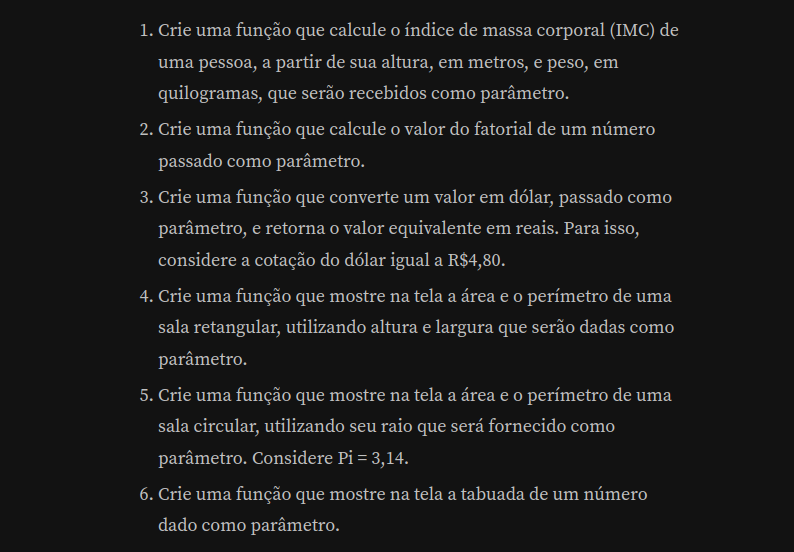 1. Crie uma função que calcule o índice de massa corporal (IMC) de
uma pessoa, a partir de sua altura, em metros, e peso, em
quilogramas, que serão recebidos como parâmetro.
2. Crie uma função que calcule o valor do fatorial de um número
passado como parâmetro.
3. Crie uma função que converte um valor em dólar, passado como
parâmetro, e retorna o valor equivalente em reais. Para isso,
considere a cotação do dólar igual a R$4,80.
4. Crie uma função que mostre na tela a área e o perímetro de uma
sala retangular, utilizando altura e largura que serão dadas como
parâmetro.
5. Crie uma função que mostre na tela a área e o perímetro de uma
sala circular, utilizando seu raio que será fornecido como
parâmetro. Considere Pi = 3,14.
6. Crie uma função que mostre na tela a tabuada de um número
dado como parâmetro.